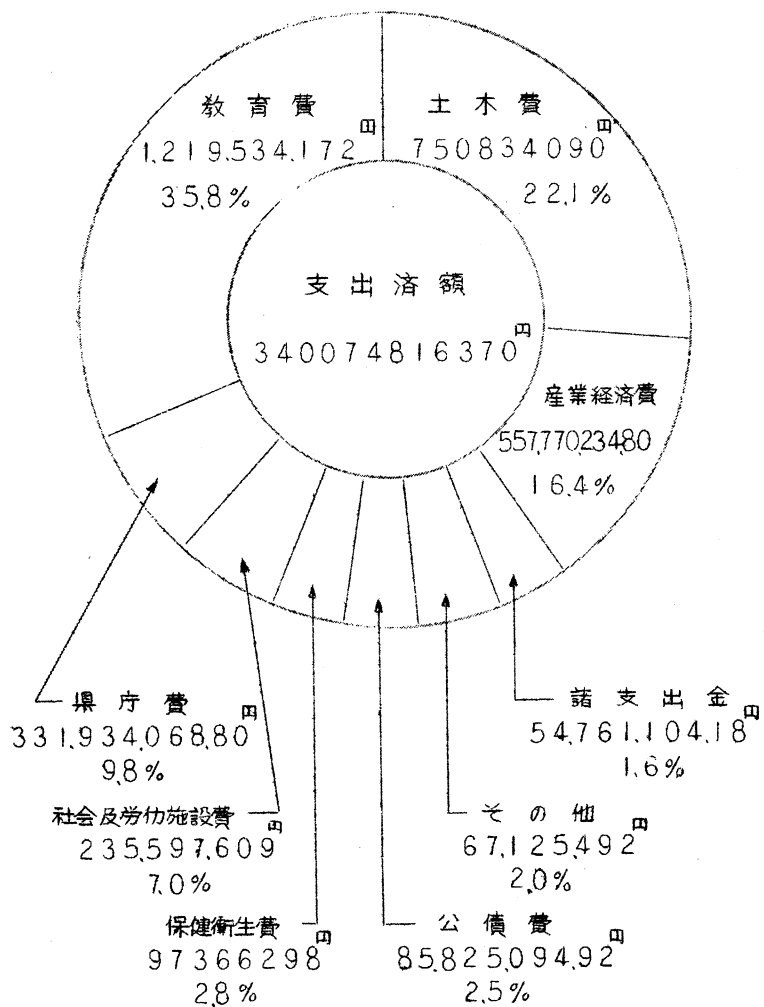 教育費
1,219,534,172円
35.8%
土木費
750834090円
22.1%
支出済額
340074816370円
産業経済費
557,770,234.80
16.4%
県庁費
331,934,068.80円
9.8%
諸支出金
54,761,104.18円
1.6%
社会及労仂施設費
235,597,609円
7.0%
その他
67,125,492円
2.0%
保健衛生費
97366298円
2.8%
公債費
85,825,094.92円
2.5%